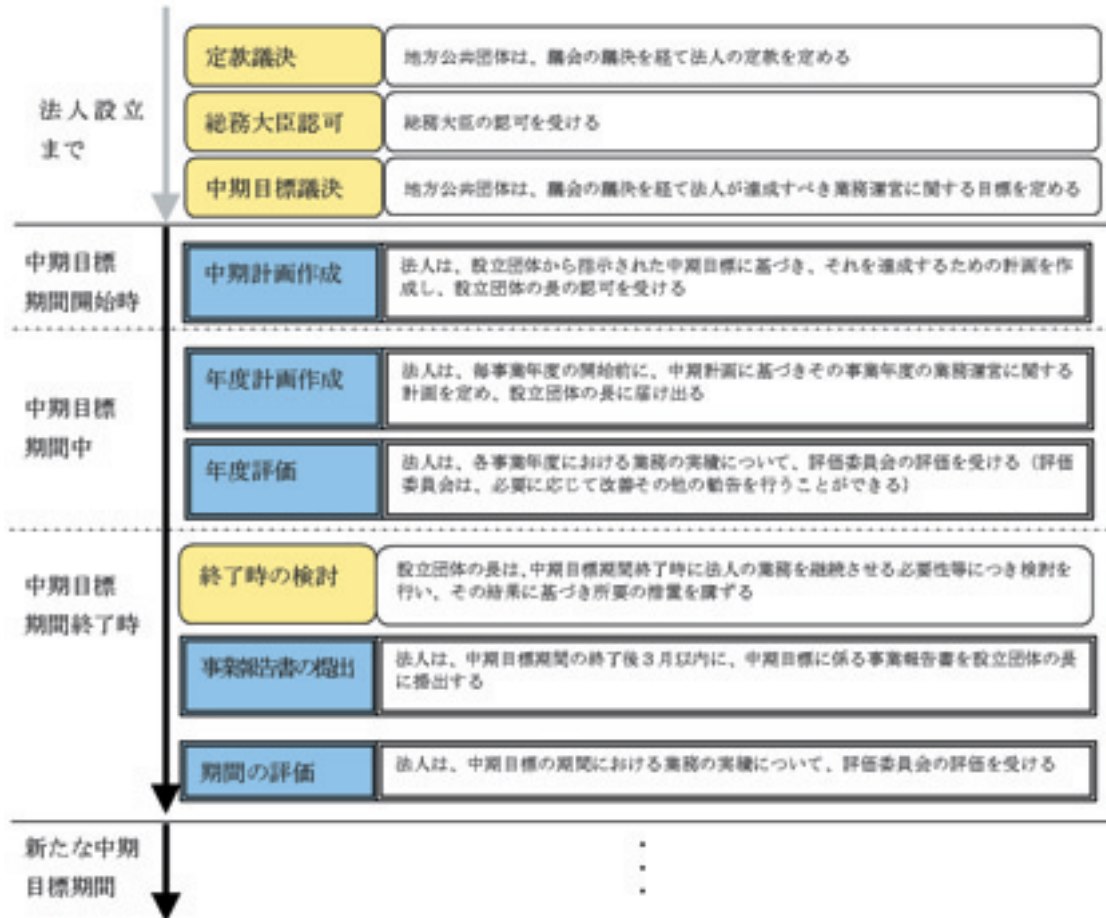 法人設立
まで
定款議決
地方公共団体は、議会の議決を経て法人の定款を定める
総務大臣認可
総務大臣の認可を受ける
中期目標議決
地方公共団体は、議会の議決を経て法人が達成すべき業務運営に関する目標を定める
中期目標
期間開始時
中期計画作成
法人は、設立団体から指示された中期目標に基づき、それを達成するための計画を作
成し、設立団体の長の認可を受ける
中期目標
期間中
年度計画作成
法人は、毎事業年度の開始前に、中期計画に基づきその事業年度の業務運営に関する
計画を定め、設立団体の長に届け出る
年度評価
法人は、各事業年度における業務の実績について、評価委員会の評価を受ける（評価
委員会は、必要に応じて改善その他の勧告を行うことができる）
中期目標
期間終了時
終了時の検討
設立団体の長は、中期目標期間終了時に法人の業務を継続させる必要性等につき検討を
行い、その結果に基づき所要の措置を講ずる
事業報告書の提出
法人は、中期目標期間の終了後３月以内に、中期目標に係る事業報告書を設立団体の長
に提出する
期間の評価
法人は、中期目標の期間における業務の実績について、評価委員会の評価を受ける
新たな中期
目標期間